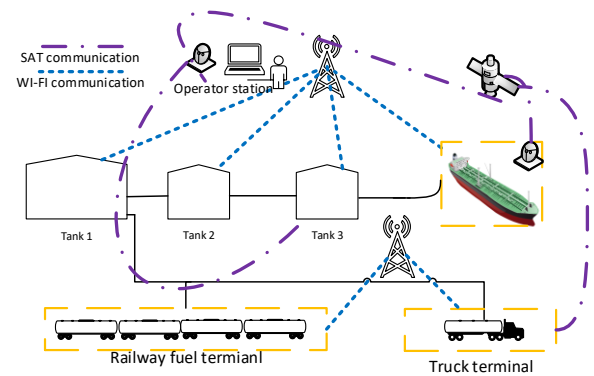 SAT communication
WI-FI communication
Operator station
Tank 1
Tank 2
Tank 3
Railway fuel termianl
Truck terminal